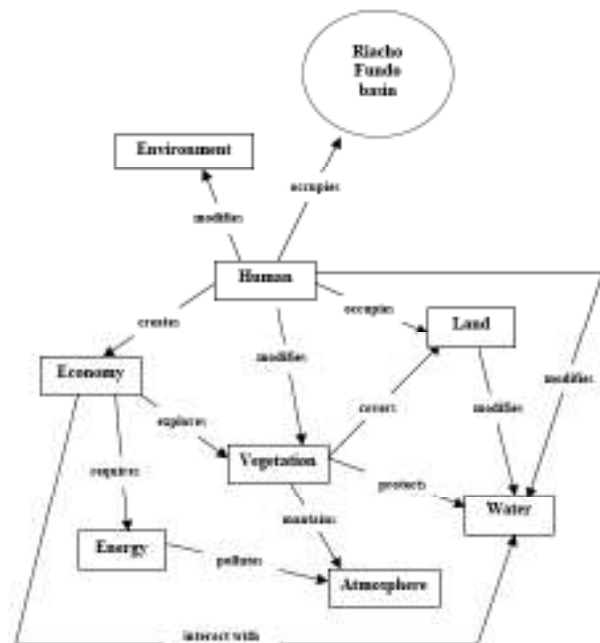 Riacho
Fundo
basin
Environment
occupies
modifies
Human
creates
occupies
Land
modifies
modifies
Economy
covers
modifies
explores
Vegetation
requires
protects
Water
maintains
Energy
pollutes
Atmosphere
interact with